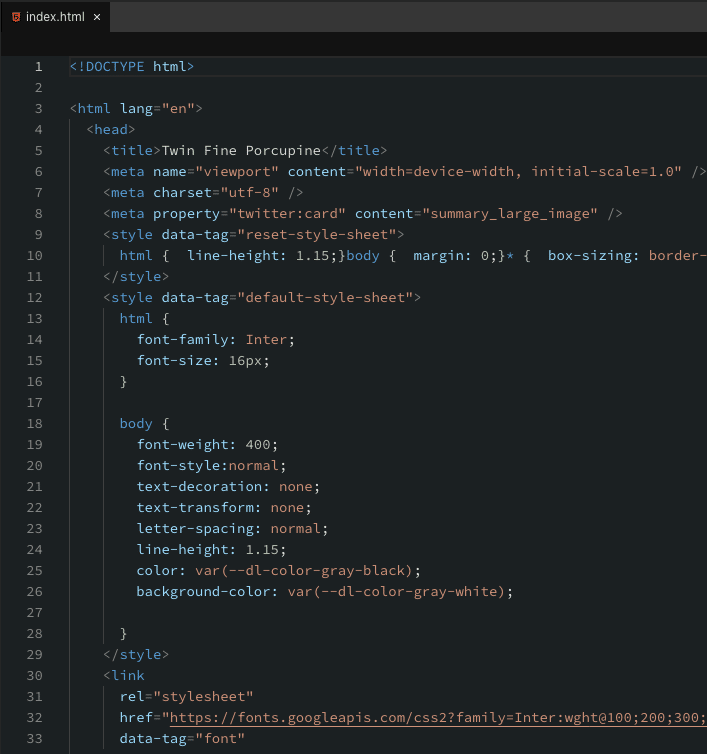 index.html ×
1 <!DOCTYPE html>
2
3 <html lang="en">
4   <head>
5     <title>Twin Fine Porcupine</title>
6     <meta name="viewport" content="width=device-width, initial-scale=1.0" />
7     <meta charset="utf-8" />
8     <meta property="twitter:card" content="summary_large_image" />
9     <style data-tag="reset-style-sheet">
10       html {  line-height: 1.15;}body {  margin: 0;}* {  box-sizing: border-
11     </style>
12     <style data-tag="default-style-sheet">
13       html {
14         font-family: Inter;
15         font-size: 16px;
16       }
17
18       body {
19         font-weight: 400;
20         font-style:normal;
21         text-decoration: none;
22         text-transform: none;
23         letter-spacing: normal;
24         line-height: 1.15;
25         color: var(--dl-color-gray-black);
26         background-color: var(--dl-color-gray-white);
27
28       }
29     </style>
30     <link
31       rel="stylesheet"
32       href="https://fonts.googleapis.com/css2?family=Inter:wght@100;200;300;
33       data-tag="font"